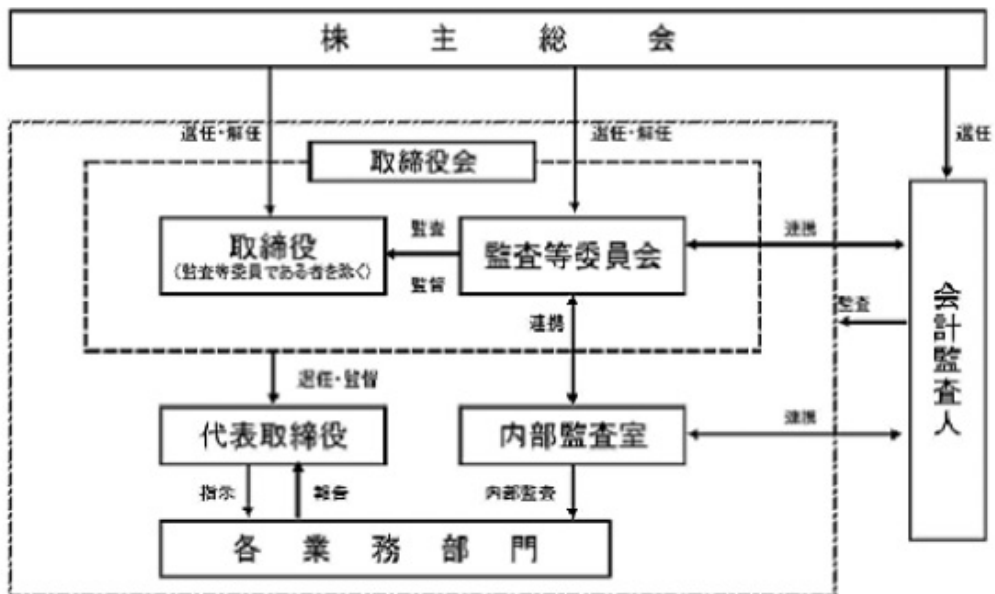 株主総会
選任・解任
選任・解任
選任
取締役会
取締役
(監査等委員である者を除く)
監査
監督
監査等委員会
連携
連携
監査
会計監査人
選任・監督
代表取締役
内部監査室
連携
指示
報告
内部監査
各業務部門